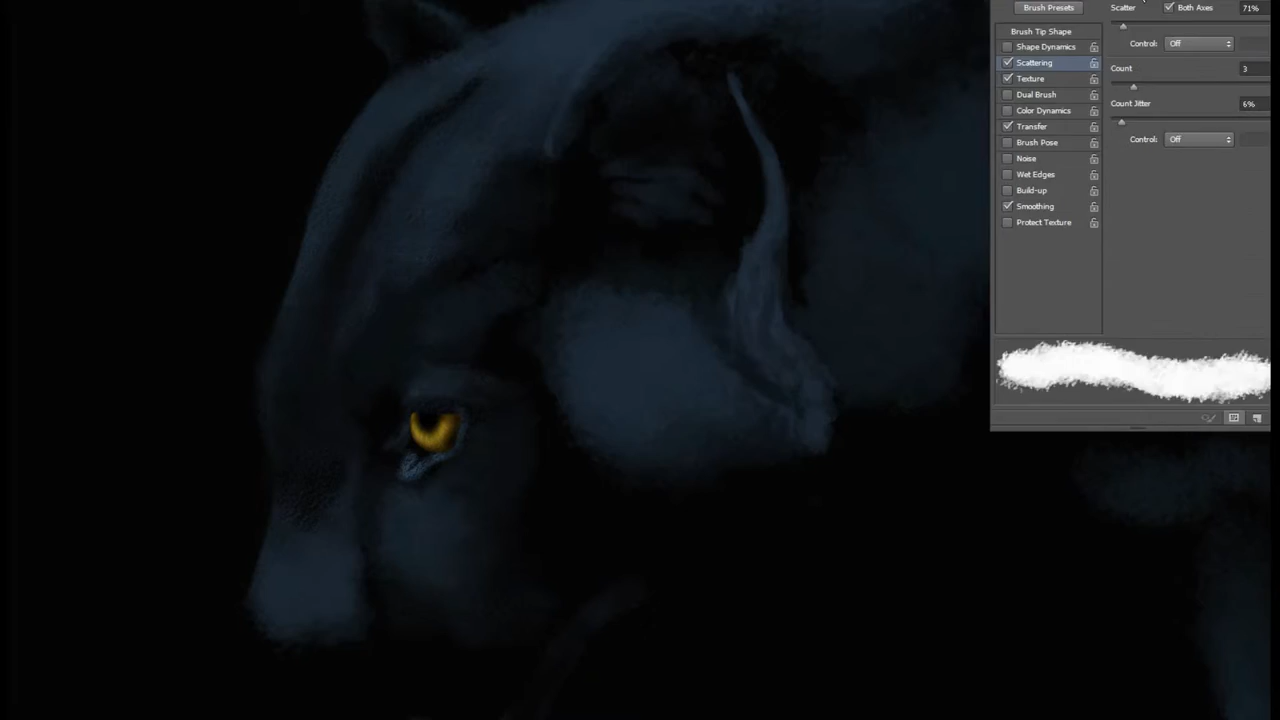 Brush Presets
Scatter
Both Axes
71%
Brush Tip Shape
Shape Dynamics
Control:
Off
Scattering
Count
3
Texture
Dual Brush
Count Jitter
6%
Color Dynamics
Transfer
Control:
Off
Brush Pose
Noise
Wet Edges
Build-up
Smoothing
Protect Texture